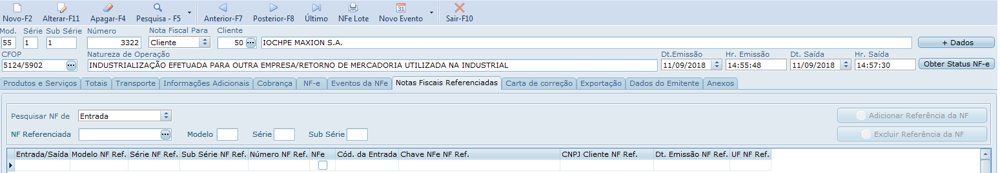 Novo-F2 Alterar-F11 Apagar-F4 Pesquisa - F5 Anterior-F7 Posterior-F8 Último NFe Lote Novo Evento Sair-F10
Mod. Série Sub Série Número Nota Fiscal Para Cliente
55 1 1 3322 Cliente 50 IOCHPE MAXION S.A. + Dados
CFOP Natureza de Operação Dt.Emissão Hr. Emissão Dt. Saída Hr. Saída
5124/5902 INDUSTRIALIZAÇÃO EFETUADA PARA OUTRA EMPRESA/RETORNO DE MERCADORIA UTILIZADA NA INDUSTRIAL 11/09/2018 14:55:48 11/09/2018 14:57:30 Obter Status NF-e
Produtos e Serviços Totais Transporte Informações Adicionais Cobrança NF-e Eventos da NFe Notas Fiscais Referenciadas Carta de correção Exportação Dados do Emitente Anexos
Pesquisar NF de Entrada Adicionar Referência da NF
NF Referenciada Modelo Série Sub Série Excluir Referência da NF
Entrada/Saída Modelo NF Ref. Série NF Ref. Sub Série NF Ref. Número NF Ref. NFe Cód. da Entrada Chave NFe NF Ref. CNPJ Cliente NF Ref. Dt. Emissão NF Ref. UF NF Ref.